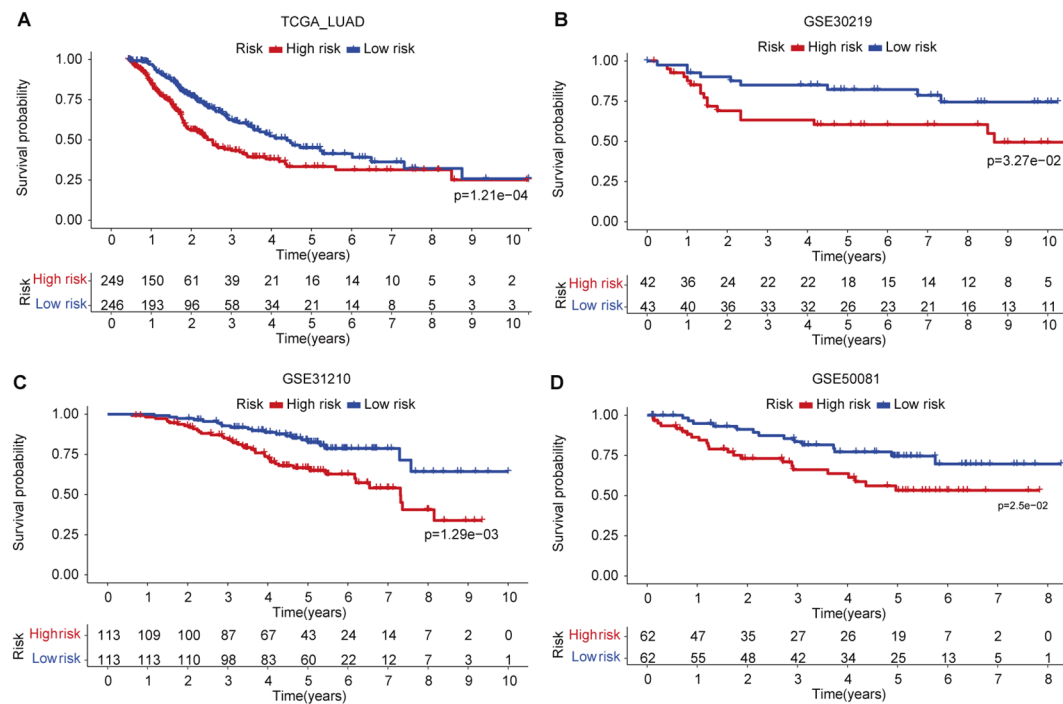 A
TCGA_LUAD
Risk High risk Low risk
Survival probability
1.00
0.75
0.50
0.25
0.00
p=1.21e−04
0 1 2 3 4 5 6 7 8 9 10
Time(years)
Risk
High risk 249 150 61 39 21 16 14 10 5 3 2
Low risk 246 193 96 58 34 21 14 8 5 3 3
0 1 2 3 4 5 6 7 8 9 10
Time(years)
B
GSE30219
Risk High risk Low risk
Survival probability
1.00
0.75
0.50
0.25
0.00
p=3.27e−02
0 1 2 3 4 5 6 7 8 9 10
Time(years)
Risk
High risk 42 36 24 22 22 18 15 14 12 8 5
Low risk 43 40 36 33 32 26 23 21 16 13 11
0 1 2 3 4 5 6 7 8 9 10
Time(years)
C
GSE31210
Risk High risk Low risk
Survival probability
1.00
0.75
0.50
0.25
0.00
p=1.29e−03
0 1 2 3 4 5 6 7 8 9 10
Time(years)
Risk
High risk 113 109 100 87 67 43 24 14 7 2 0
Low risk 113 113 110 98 83 60 22 12 7 3 1
0 1 2 3 4 5 6 7 8 9 10
Time(years)
D
GSE50081
Risk High risk Low risk
Survival probability
1.00
0.75
0.50
0.25
0.00
p=2.5e−02
0 1 2 3 4 5 6 7 8
Time(years)
Risk
High risk 62 47 35 27 26 19 7 2 0
Low risk 62 55 48 42 34 25 13 5 1
0 1 2 3 4 5 6 7 8
Time(years)